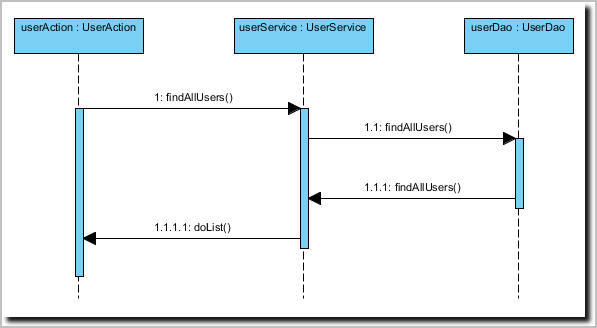 userAction : UserAction
userService : UserService
userDao : UserDao
1: findAllUsers()
1.1: findAllUsers()
1.1.1: findAllUsers()
1.1.1.1: doList()